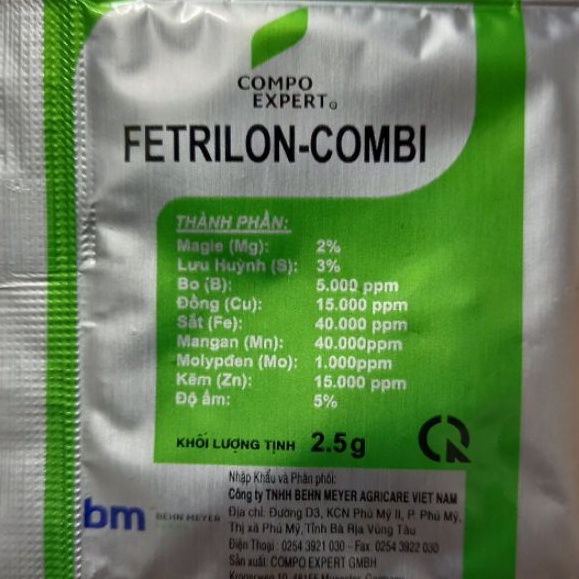 COMPO
EXPERT
FETRILON-COMBI
THÀNH PHẦN:
Magie (Mg): 2%
Lưu Huỳnh (S): 3%
Bo (B): 5.000 ppm
Đồng (Cu): 15.000 ppm
Sắt (Fe): 40.000 ppm
Mangan (Mn): 40.000ppm
Molypđen (Mo): 1.000ppm
Kẽm (Zn): 15.000 ppm
Độ ẩm: 5%
KHỐI LƯỢNG TỊNH 2.5g
Nhập Khẩu và Phân phối:
Công ty TNHH BEHN MEYER AGRICARE VIET NAM
bm BEHN MEYER
Địa chỉ: Đường D3, KCN Phú Mỹ II, P. Phú Mỹ,
Thị xã Phú Mỹ,Tỉnh Bà Rịa Vũng Tàu
Điện Thoại : 0254 3921 030 - Fax: 0254 3922 030
Sản xuất: COMPO EXPERT GMBH